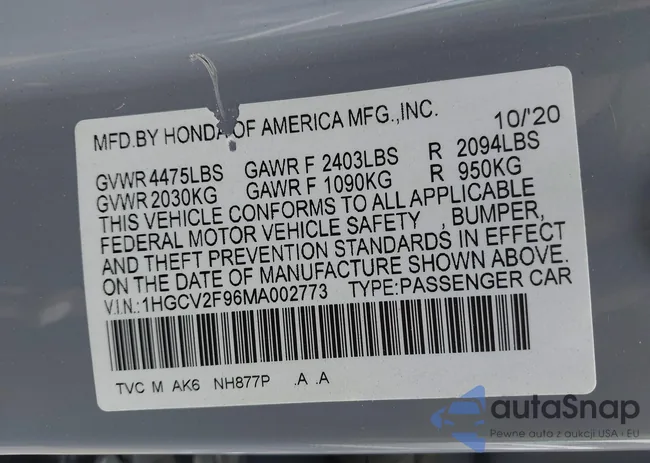 MFD.BY HONDA OF AMERICA MFG.,INC. 10/'20
GVWR 4475LBS GAWR F 2403LBS R 2094LBS
GVWR 2030KG GAWR F 1090KG R 950KG
THIS VEHICLE CONFORMS TO ALL APPLICABLE
FEDERAL MOTOR VEHICLE SAFETY , BUMPER,
AND THEFT PREVENTION STANDARDS IN EFFECT
ON THE DATE OF MANUFACTURE SHOWN ABOVE.
V.I.N.:1HGCV2F96MA002773 TYPE:PASSENGER CAR
TVC M AK6 NH877P .A .A
autaSnap
Pewne auta z aukcji USA i EU